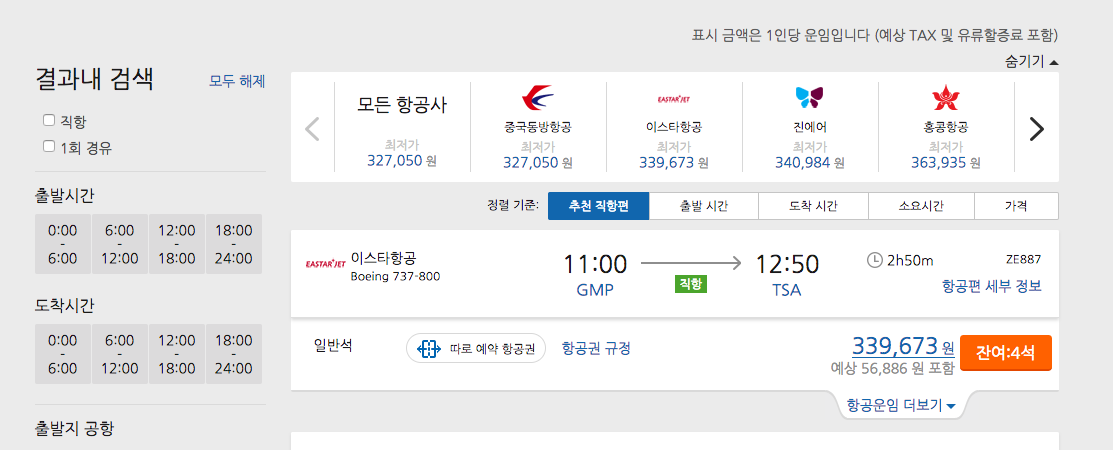 표시 금액은 1인당 운임입니다 (예상 TAX 및 유류할증료 포함)
숨기기
결과내 검색
모두 해제
직항
1회 경유
출발시간
0:00 - 6:00
6:00 - 12:00
12:00 - 18:00
18:00 - 24:00
도착시간
0:00 - 6:00
6:00 - 12:00
12:00 - 18:00
18:00 - 24:00
출발지 공항
모든 항공사
최저가
327,050 원
중국동방항공
최저가
327,050 원
EASTAR JET
이스타항공
최저가
339,673 원
진에어
최저가
340,984 원
홍콩항공
최저가
363,935 원
정렬 기준:
추천 직항편
출발 시간
도착 시간
소요시간
가격
EASTAR JET
이스타항공
Boeing 737-800
11:00
GMP
직항
12:50
TSA
2h50m
ZE887
항공편 세부 정보
일반석
따로 예약 항공권
항공권 규정
339,673 원
예상 56,886 원 포함
잔여:4석
항공운임 더보기